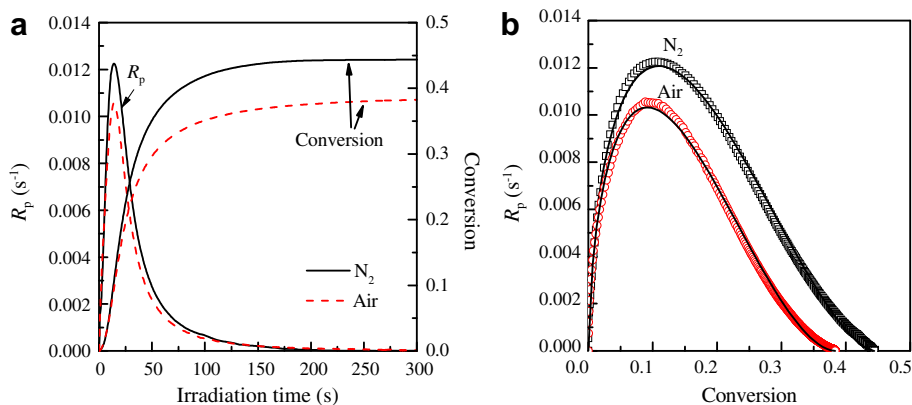 a
0.014
0.012
0.010
0.008
0.006
0.004
0.002
0.000
Rp (s-1)
0.5
0.4
0.3
0.2
0.1
0.0
Conversion
Rp
Conversion
N2
Air
0 50 100 150 200 250 300
Irradiation time (s)
b
0.014
0.012
0.010
0.008
0.006
0.004
0.002
0.000
Rp (s-1)
N2
Air
0.0 0.1 0.2 0.3 0.4 0.5
Conversion